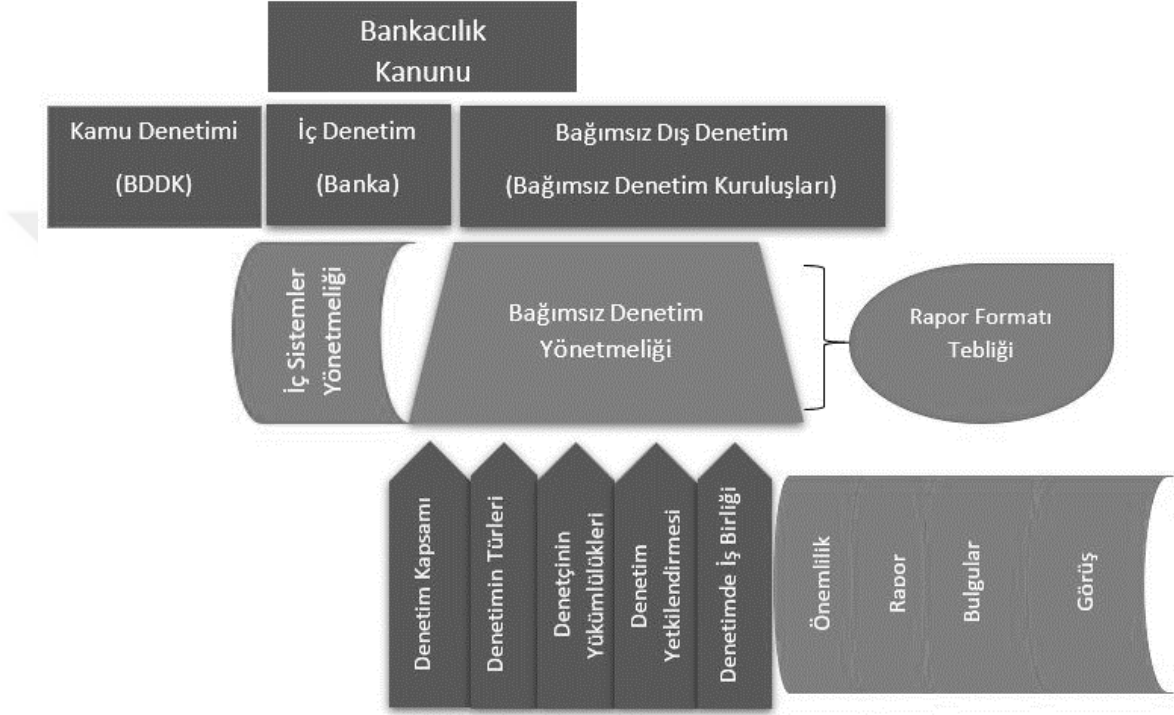 Bankacılık
Kanunu
Kamu Denetimi
(BDDK)
İç Denetim
(Banka)
Bağımsız Dış Denetim
(Bağımsız Denetim Kuruluşları)
İç Sistemler
Yönetmeliği
Bağımsız Denetim
Yönetmeliği
Rapor Formatı
Tebliği
Denetim Kapsamı
Denetimin Türleri
Denetçinin
Yükümlülükleri
Denetim
Yetkilendirmesi
Denetimde İş Birliği
Önemlilik
Rapor
Bulgular
Görüş